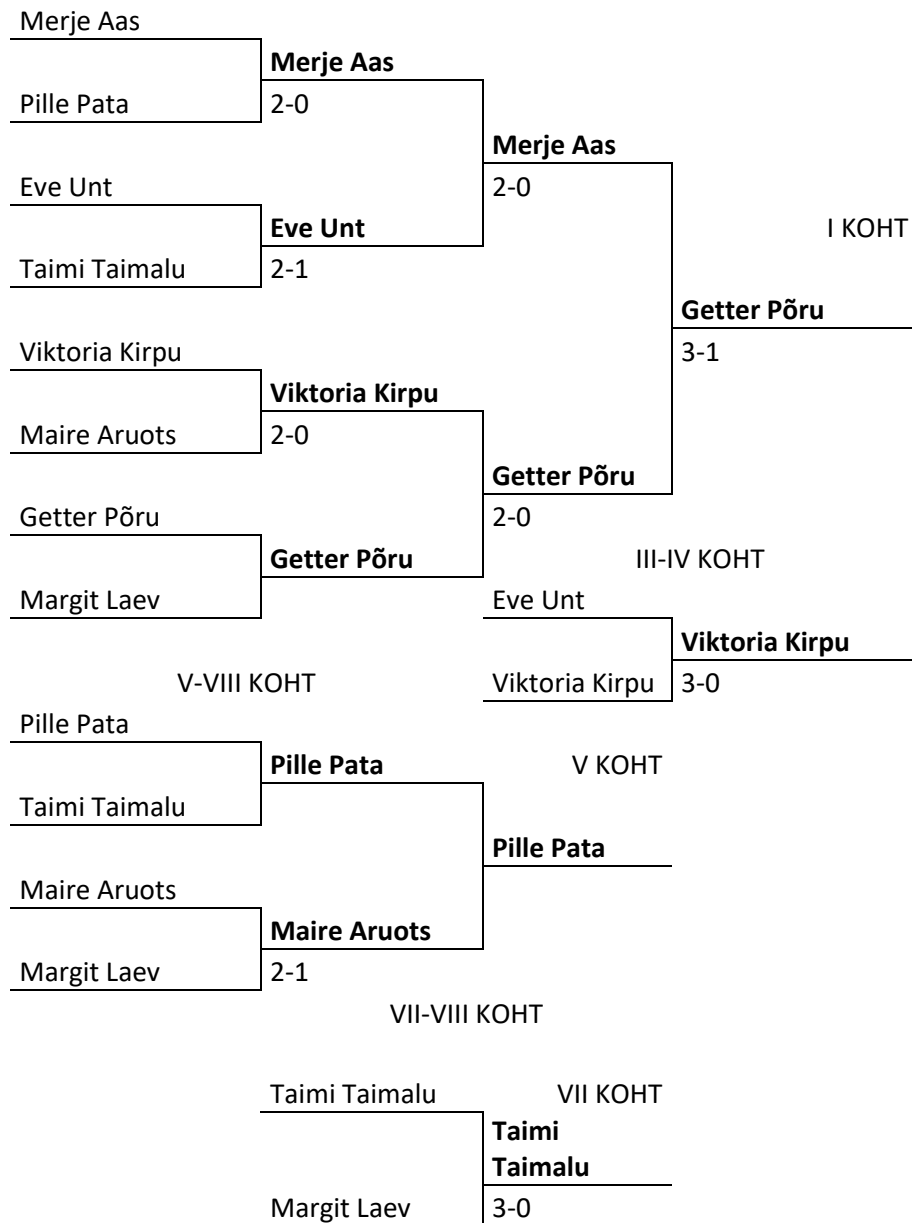 Merje Aas
Merje Aas
Pille Pata 2-0
Merje Aas
Eve Unt 2-0
Eve Unt I KOHT
Taimi Taimalu 2-1
Getter Põru
Viktoria Kirpu 3-1
Viktoria Kirpu
Maire Aruots 2-0
Getter Põru
Getter Põru 2-0
Getter Põru III-IV KOHT
Margit Laev Eve Unt
Viktoria Kirpu
V-VIII KOHT Viktoria Kirpu 3-0
Pille Pata
Pille Pata V KOHT
Taimi Taimalu
Pille Pata
Maire Aruots
Maire Aruots
Margit Laev 2-1
VII-VIII KOHT
Taimi Taimalu VII KOHT
Taimi
Taimalu
Margit Laev 3-0